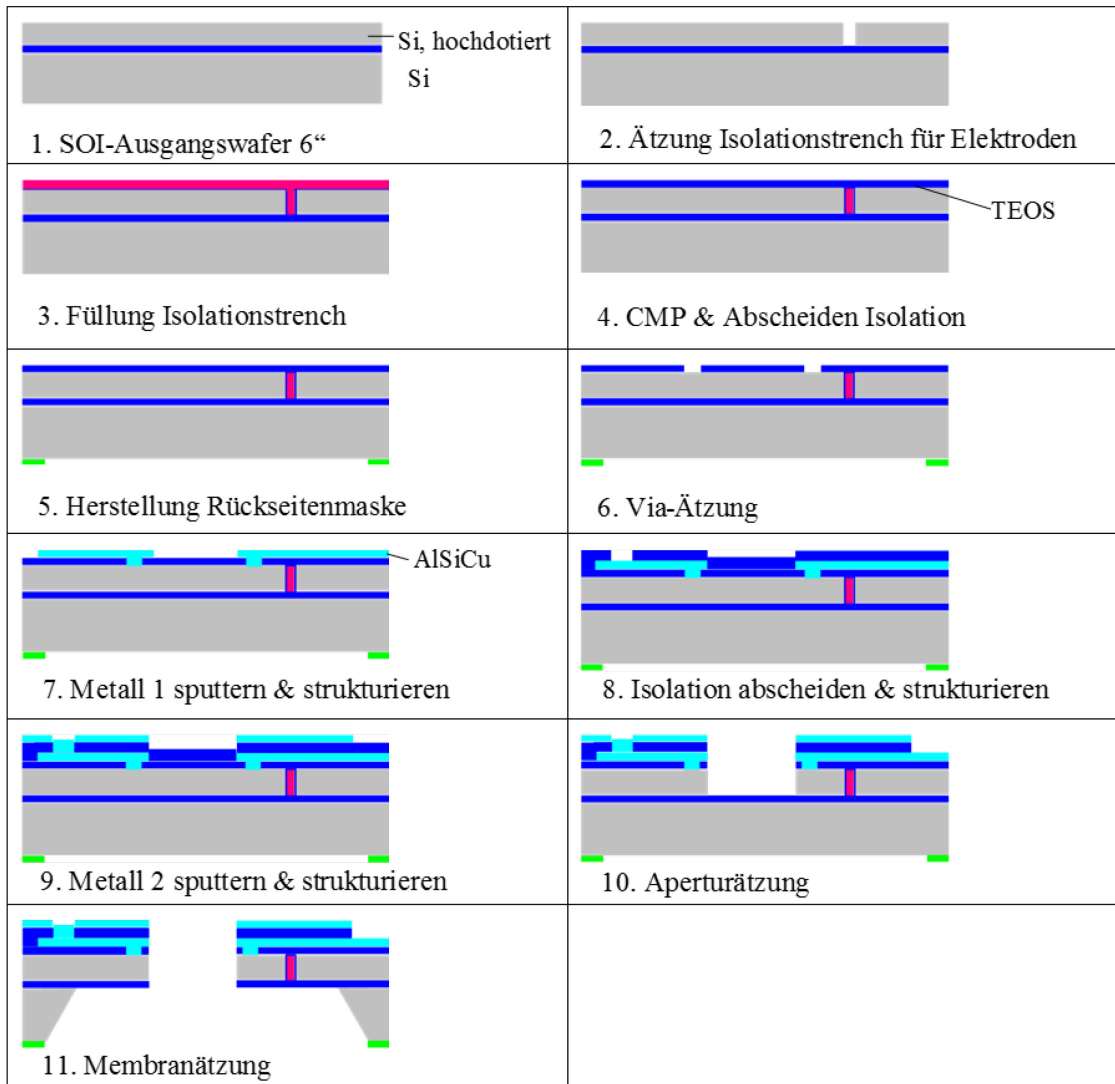 Si, hochdotiert
Si
1. SOI-Ausgangswafer 6“
2. Ätzung Isolationstrench für Elektroden
3. Füllung Isolationstrench
TEOS
4. CMP & Abscheiden Isolation
5. Herstellung Rückseitenmaske
6. Via-Ätzung
AlSiCu
7. Metall 1 sputtern & strukturieren
8. Isolation abscheiden & strukturieren
9. Metall 2 sputtern & strukturieren
10. Aperturätzung
11. Membranätzung